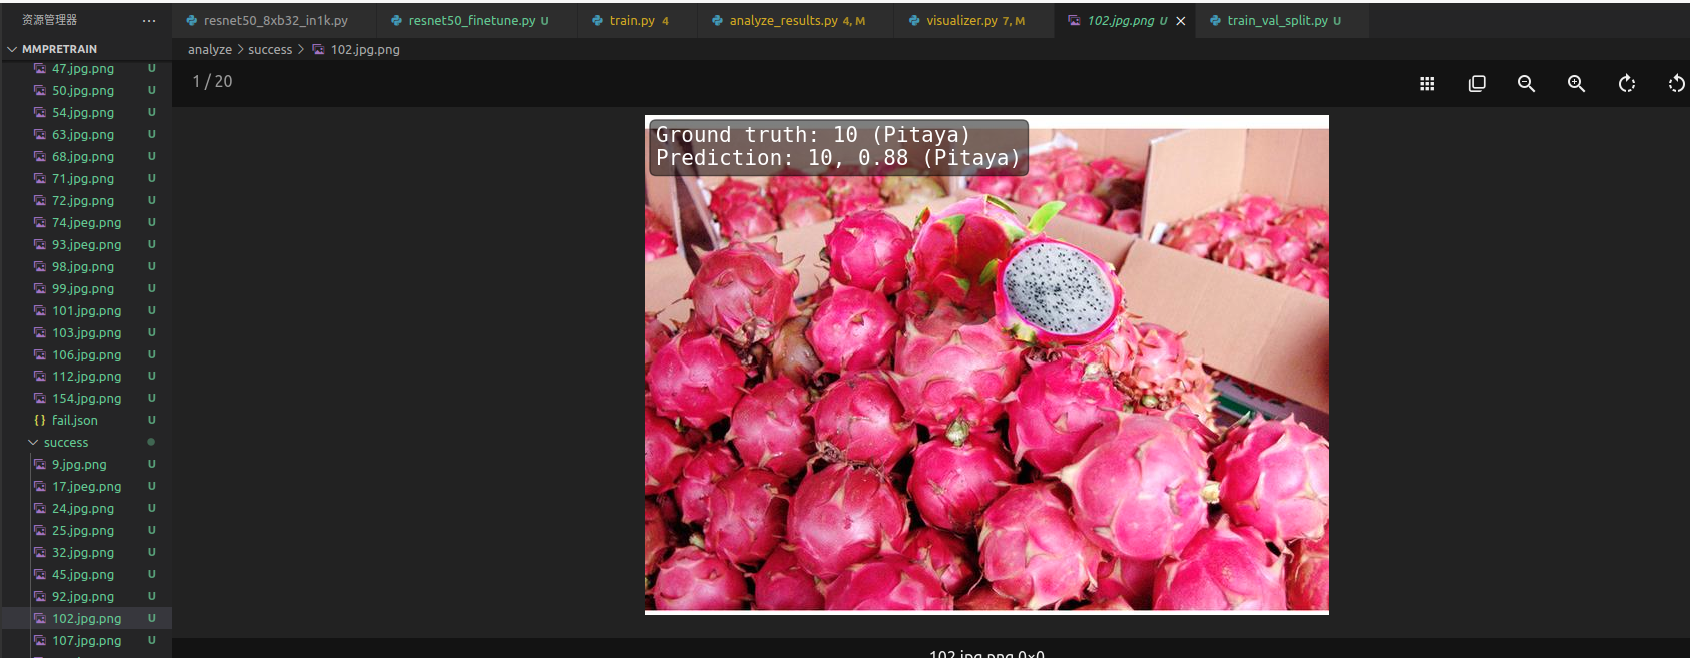 资源管理器 ...
resnet50_8xb32_in1k.py
resnet50_finetune.py U
train.py 4
analyze_results.py 4, M
visualizer.py 7, M
102.jpg.png U
train_val_split.py U
MMPRETRAIN
analyze > success > 102.jpg.png
47.jpg.png U
50.jpg.png U
54.jpg.png U
63.jpg.png U
68.jpg.png U
71.jpg.png U
72.jpg.png U
74.jpeg.png U
93.jpeg.png U
98.jpg.png U
99.jpg.png U
101.jpg.png U
103.jpg.png U
106.jpg.png U
112.jpg.png U
154.jpg.png U
{} fail.json U
success
9.jpg.png U
17.jpeg.png U
24.jpg.png U
25.jpg.png U
32.jpg.png U
45.jpg.png U
92.jpg.png U
102.jpg.png U
107.jpg.png U
1 / 20
Ground truth: 10 (Pitaya)
Prediction: 10, 0.88 (Pitaya)
102.jpg.png 0×0